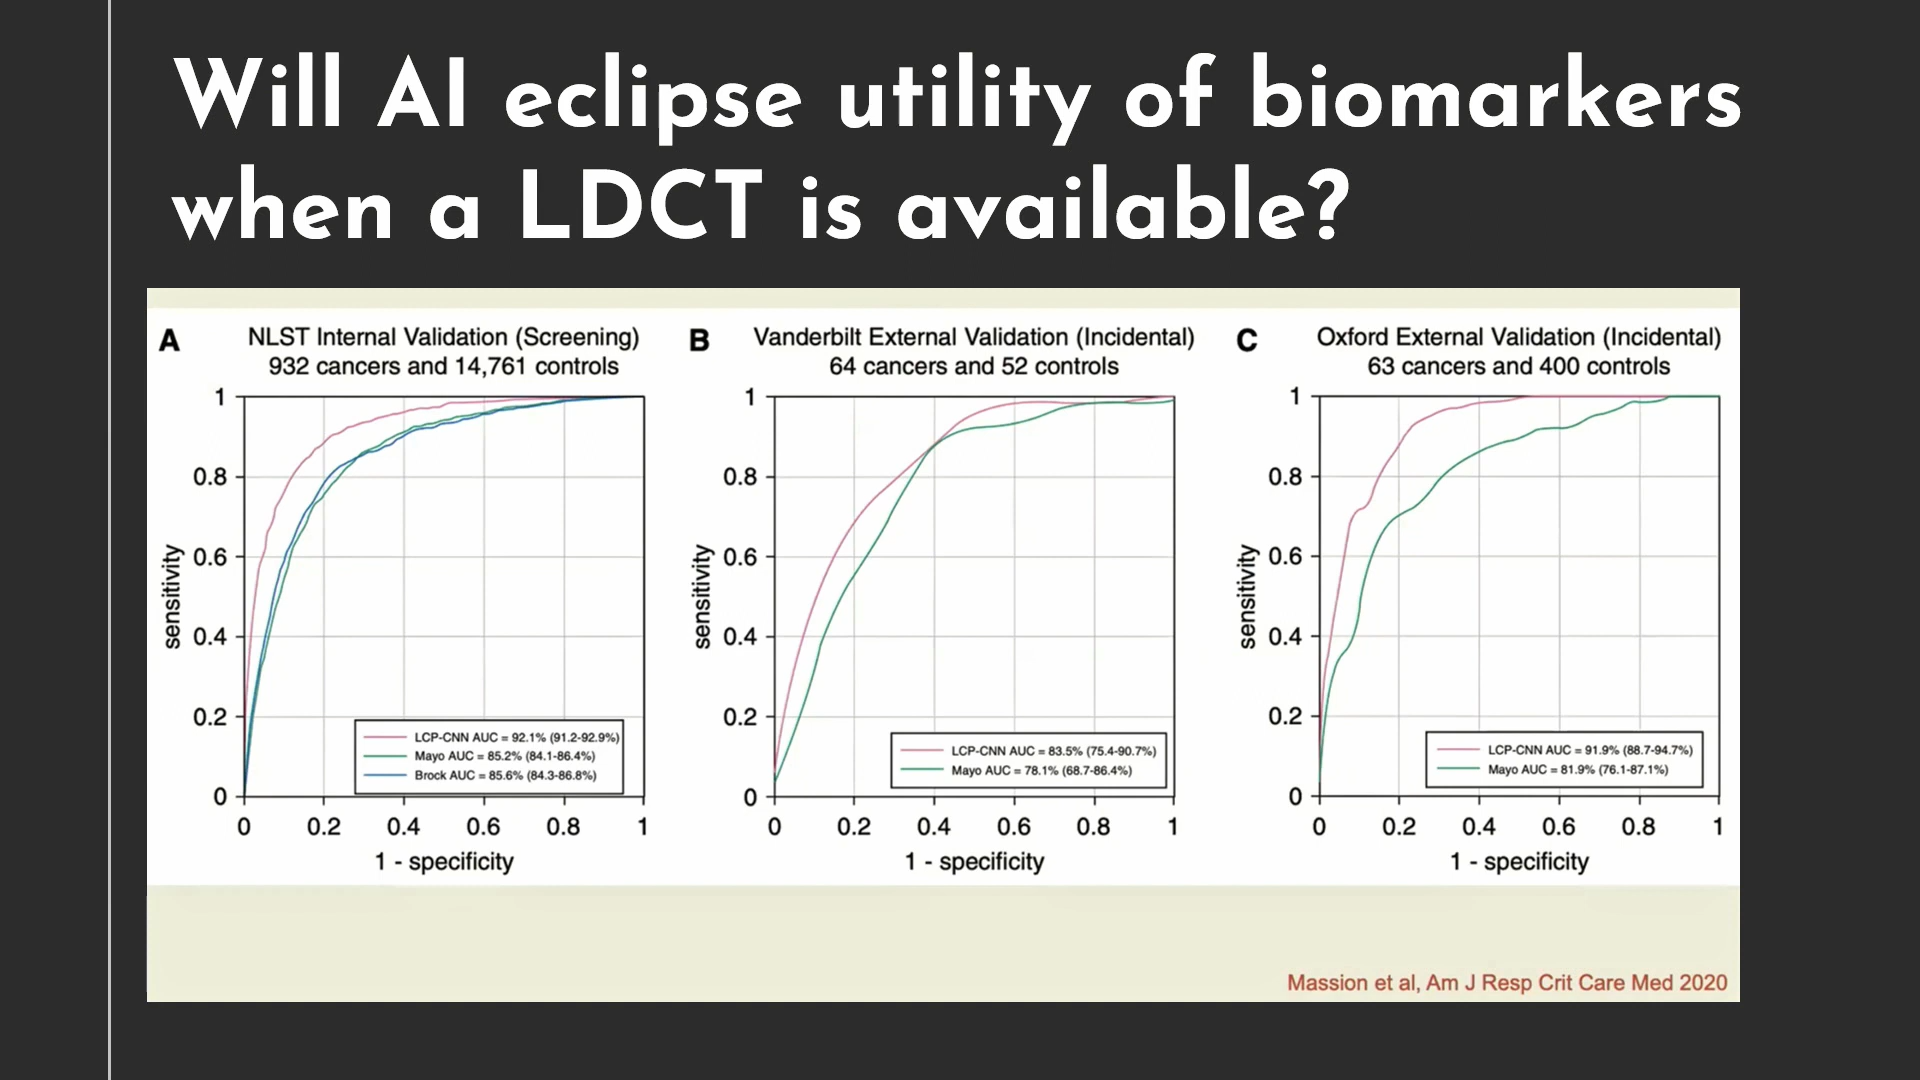 Will AI eclipse utility of biomarkers
when a LDCT is available?
A
NLST Internal Validation (Screening)
932 cancers and 14,761 controls
1
0.8
0.6
0.4
0.2
0
sensitivity
LCP-CNN AUC = 92.1% (91.2-92.9%)
Mayo AUC = 85.2% (84.1-86.4%)
Brock AUC = 85.6% (84.3-86.8%)
0 0.2 0.4 0.6 0.8 1
1 - specificity
B
Vanderbilt External Validation (Incidental)
64 cancers and 52 controls
1
0.8
0.6
0.4
0.2
0
sensitivity
LCP-CNN AUC = 83.5% (75.4-90.7%)
Mayo AUC = 78.1% (68.7-86.4%)
0 0.2 0.4 0.6 0.8 1
1 - specificity
C
Oxford External Validation (Incidental)
63 cancers and 400 controls
1
0.8
0.6
0.4
0.2
0
sensitivity
LCP-CNN AUC = 91.9% (88.7-94.7%)
Mayo AUC = 81.9% (76.1-87.1%)
0 0.2 0.4 0.6 0.8 1
1 - specificity
Massion et al, Am J Resp Crit Care Med 2020